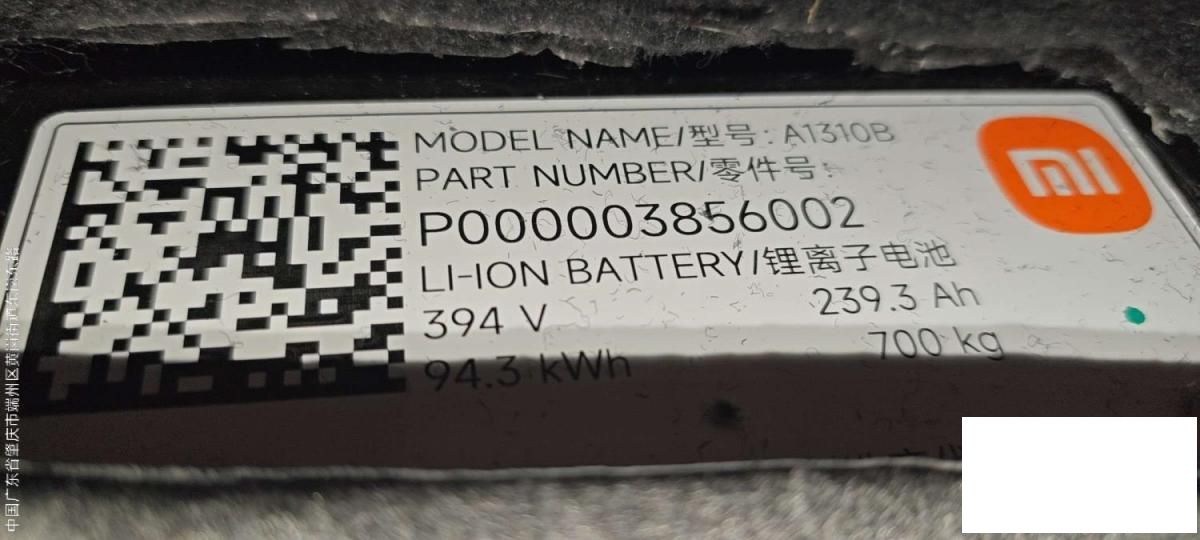 MODEL NAME/型号: A1310B
PART NUMBER/零件号:
P000003856002
LI-ION BATTERY/锂离子电池
394 V 239.3 Ah
94.3 kWh 700 kg
mi